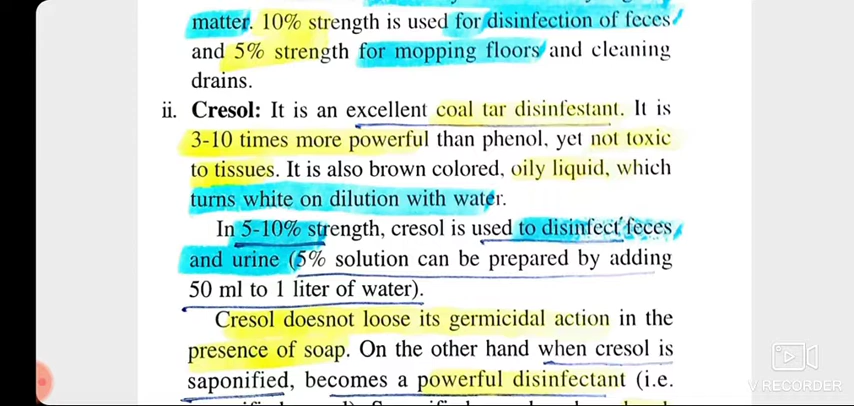 matter. 10% strength is used for disinfection of feces
and 5% strength for mopping floors and cleaning
drains.
ii. Cresol: It is an excellent coal tar disinfestant. It is
3-10 times more powerful than phenol, yet not toxic
to tissues. It is also brown colored, oily liquid, which
turns white on dilution with water.
In 5-10% strength, cresol is used to disinfect feces
and urine (5% solution can be prepared by adding
50 ml to 1 liter of water).
Cresol doesnot loose its germicidal action in the
presence of soap. On the other hand when cresol is
saponified, becomes a powerful disinfectant (i.e.
V RECORDER